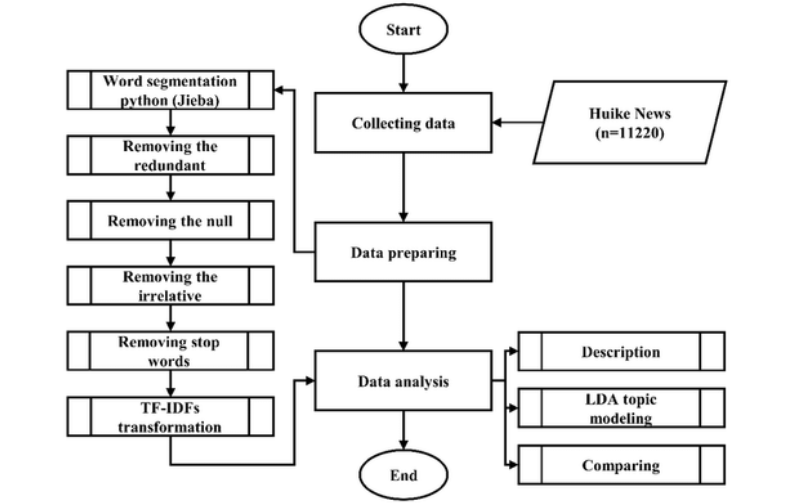 Start
Collecting data
Huike News
(n=11220)
Data preparing
Word segmentation
python (Jieba)
Removing the
redundant
Removing the null
Removing the
irrelative
Removing stop
words
TF-IDFs
transformation
Data analysis
Description
LDA topic
modeling
Comparing
End